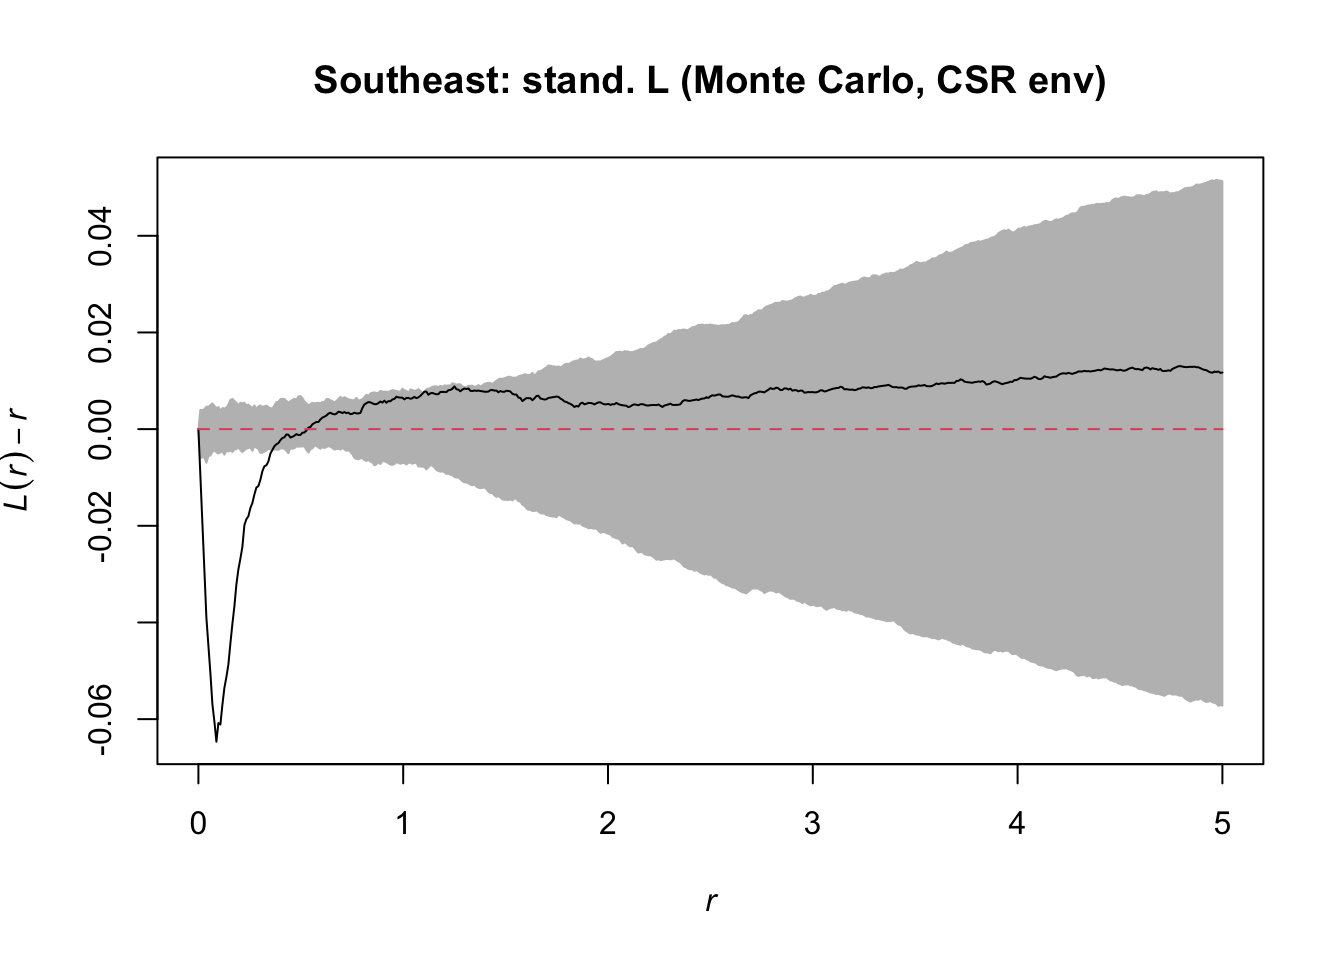 Southeast: stand. L (Monte Carlo, CSR env)
0.04
0.02
0.00
-0.02
-0.06
L(r) − r
0 1 2 3 4 5
r